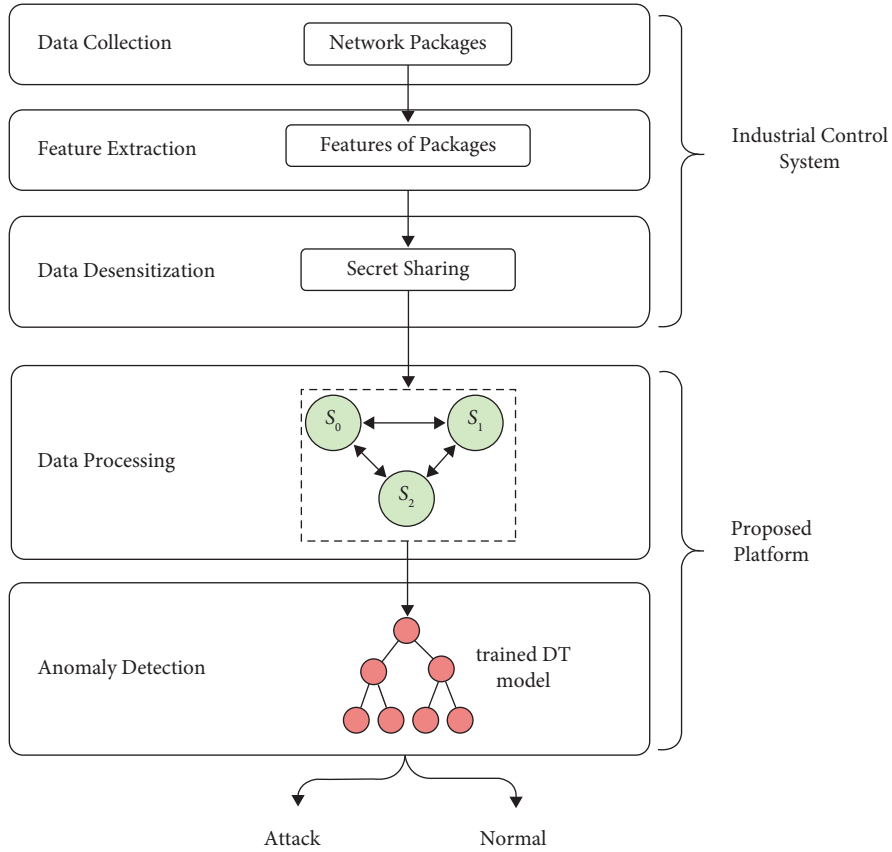 Data Collection
Network Packages
Feature Extraction
Features of Packages
Industrial Control
System
Data Desensitization
Secret Sharing
Data Processing
S0
S1
S2
Proposed
Platform
Anomaly Detection
trained DT
model
Attack
Normal